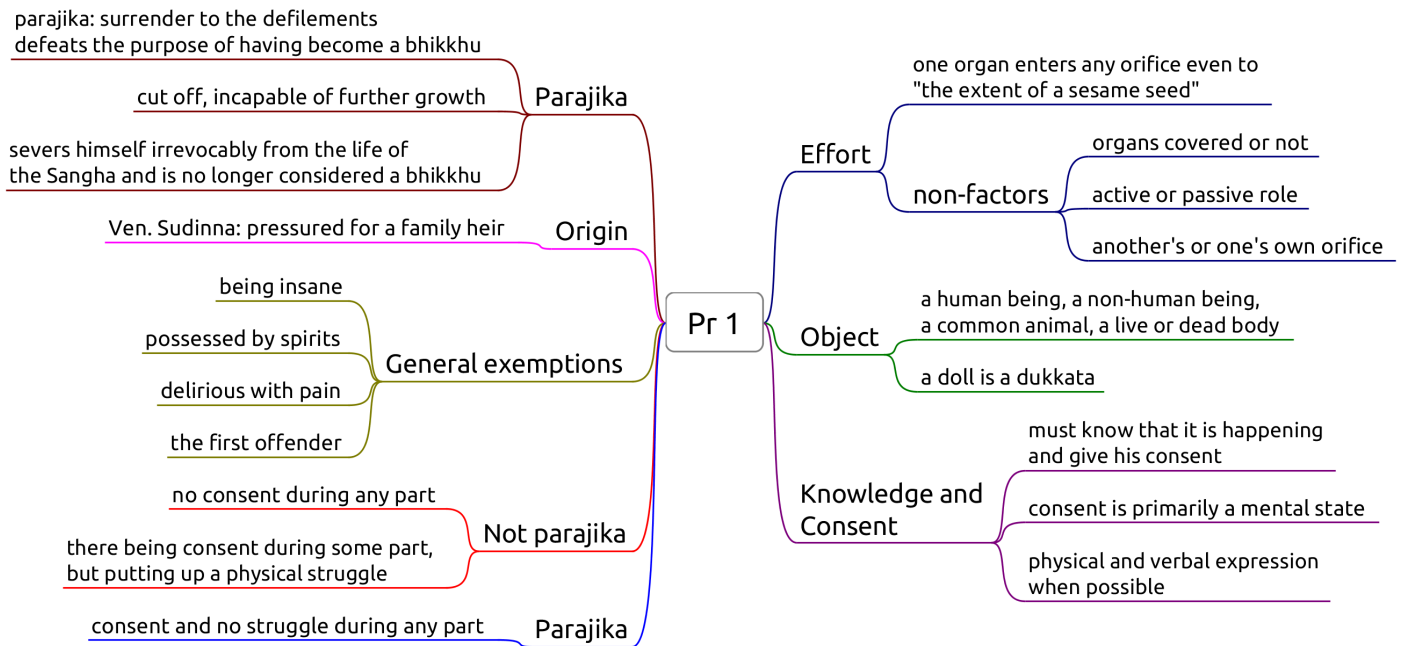 parajika: surrender to the defilements
defeats the purpose of having become a bhikkhu
cut off, incapable of further growth
Parajika
severs himself irrevocably from the life of
the Sangha and is no longer considered a bhikkhu
Ven. Sudinna: pressured for a family heir
Origin
being insane
possessed by spirits
General exemptions
delirious with pain
the first offender
no consent during any part
Not parajika
there being consent during some part,
but putting up a physical struggle
consent and no struggle during any part
Parajika
Pr 1
one organ enters any orifice even to
"the extent of a sesame seed"
Effort
organs covered or not
non-factors
active or passive role
another's or one's own orifice
a human being, a non-human being,
a common animal, a live or dead body
Object
a doll is a dukkata
must know that it is happening
and give his consent
Knowledge and
Consent
consent is primarily a mental state
physical and verbal expression
when possible